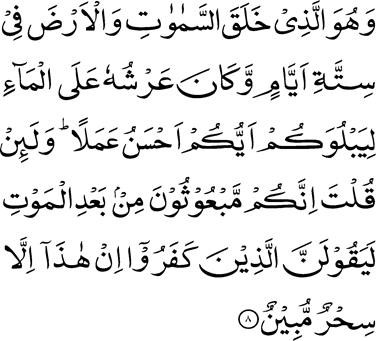 وَهُوَ الَّذِىۡ خَلَقَ السَّمٰوٰتِ وَالۡاَرۡضَ فِىۡ
سِتَّةِ اَيَّامٍ وَّكَانَ عَرۡشُهٗ عَلَى الۡمَآءِ
لِيَبۡلُوَكُمۡ اَيُّكُمۡ اَحۡسَنُ عَمَلًا ؕ وَلَٮِٕنۡ
قُلۡتَ اِنَّكُمۡ مَّبۡعُوۡثُوۡنَ مِنۡۢ بَعۡدِ الۡمَوۡتِ
لَيَقُوۡلَنَّ الَّذِيۡنَ كَفَرُوۡۤا اِنۡ هٰذَاۤ اِلَّا
سِحۡرٌ مُّبِيۡنٌ ۸